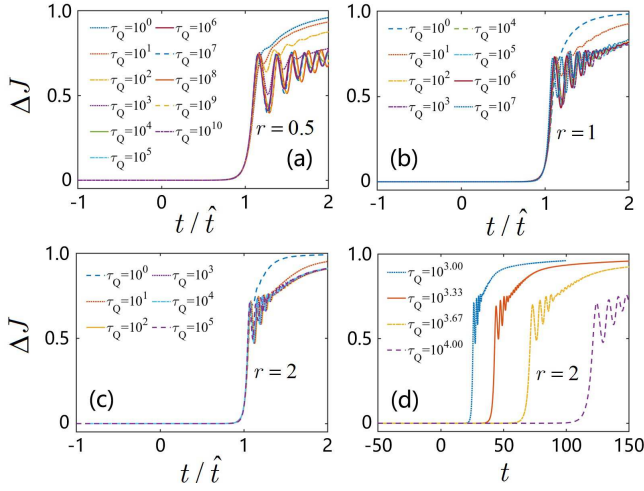 τQ=10^0 τQ=10^6
τQ=10^1 τQ=10^7
τQ=10^2 τQ=10^8
τQ=10^3 τQ=10^9
τQ=10^4 τQ=10^10
τQ=10^5
1.0
0.5
0
ΔJ
r = 0.5
(a)
-1 0 1 2
t / t̂
τQ=10^0 τQ=10^4
τQ=10^1 τQ=10^5
τQ=10^2 τQ=10^6
τQ=10^3 τQ=10^7
1.0
0.5
0
r = 1
(b)
-1 0 1 2
t / t̂
τQ=10^0 τQ=10^3
τQ=10^1 τQ=10^4
τQ=10^2 τQ=10^5
1.0
0.5
0
ΔJ
r = 2
(c)
-1 0 1 2
t / t̂
τQ=10^3.00
τQ=10^3.33
τQ=10^3.67
τQ=10^4.00
1.0
0.5
0
r = 2
(d)
-50 0 50 100 150
t